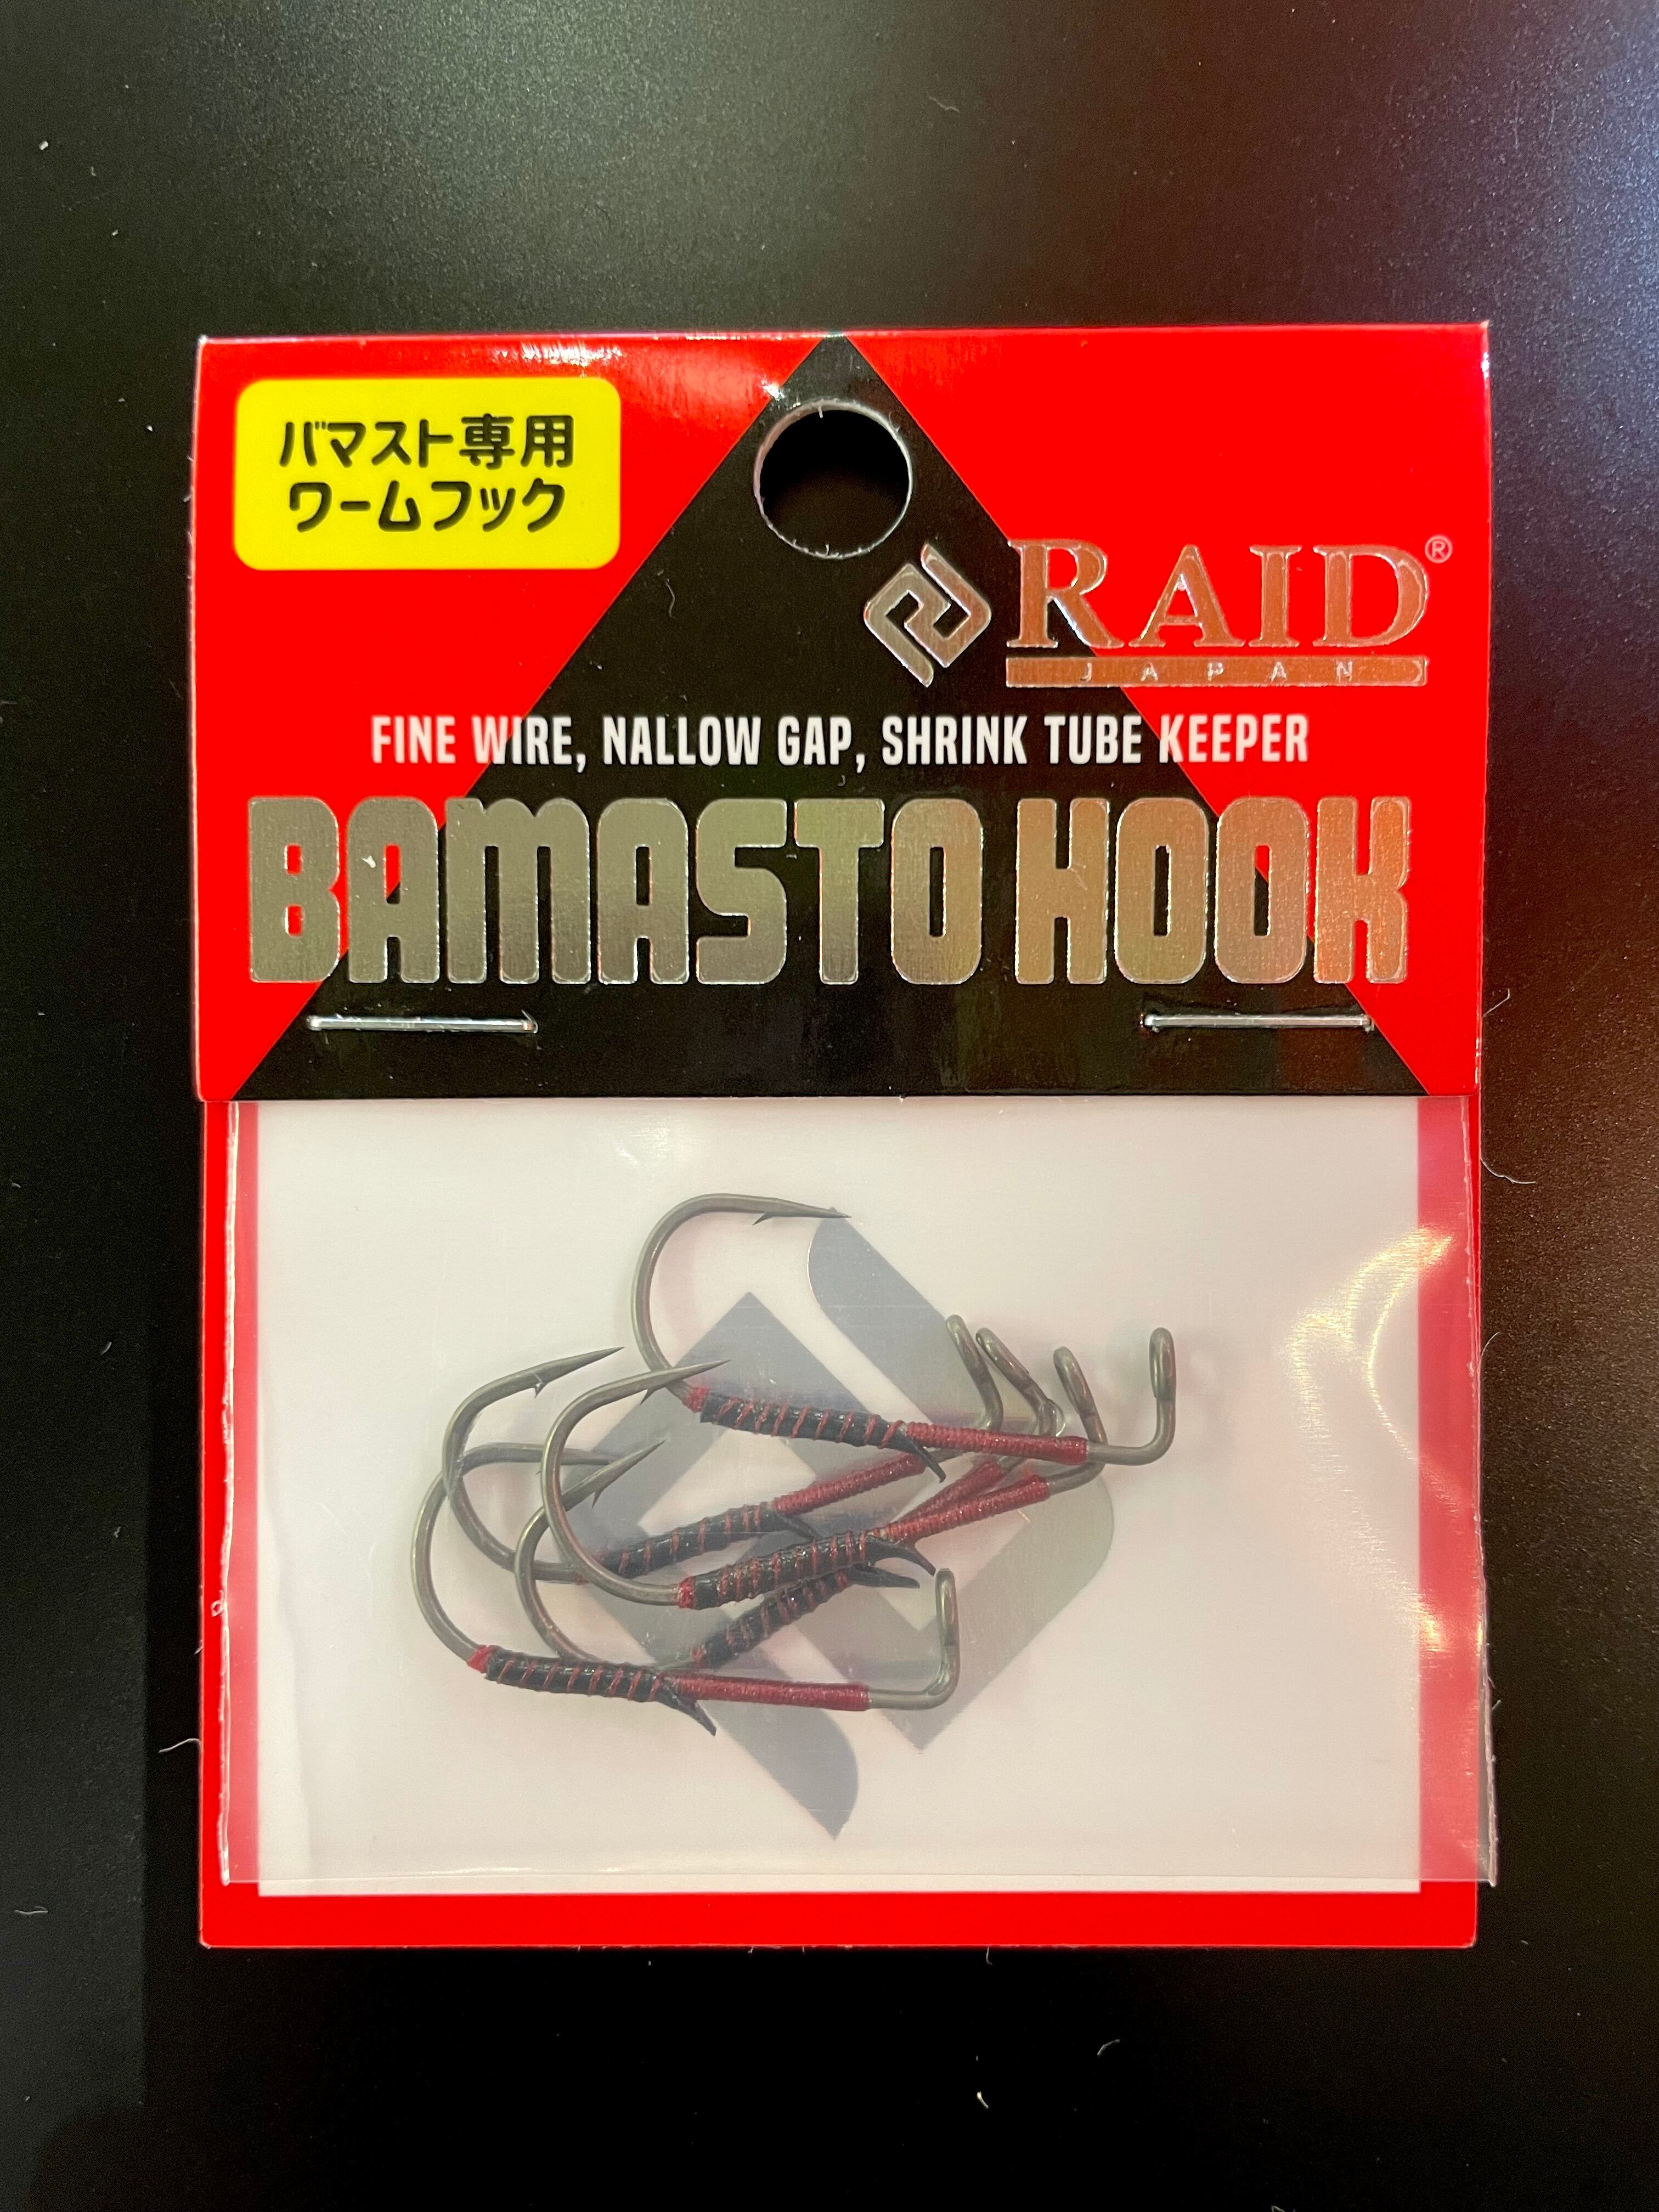 バマスト専用
ワームフック
RAID®
JAPAN
FINE WIRE, NALLOW GAP, SHRINK TUBE KEEPER
BAMASTO HOOK